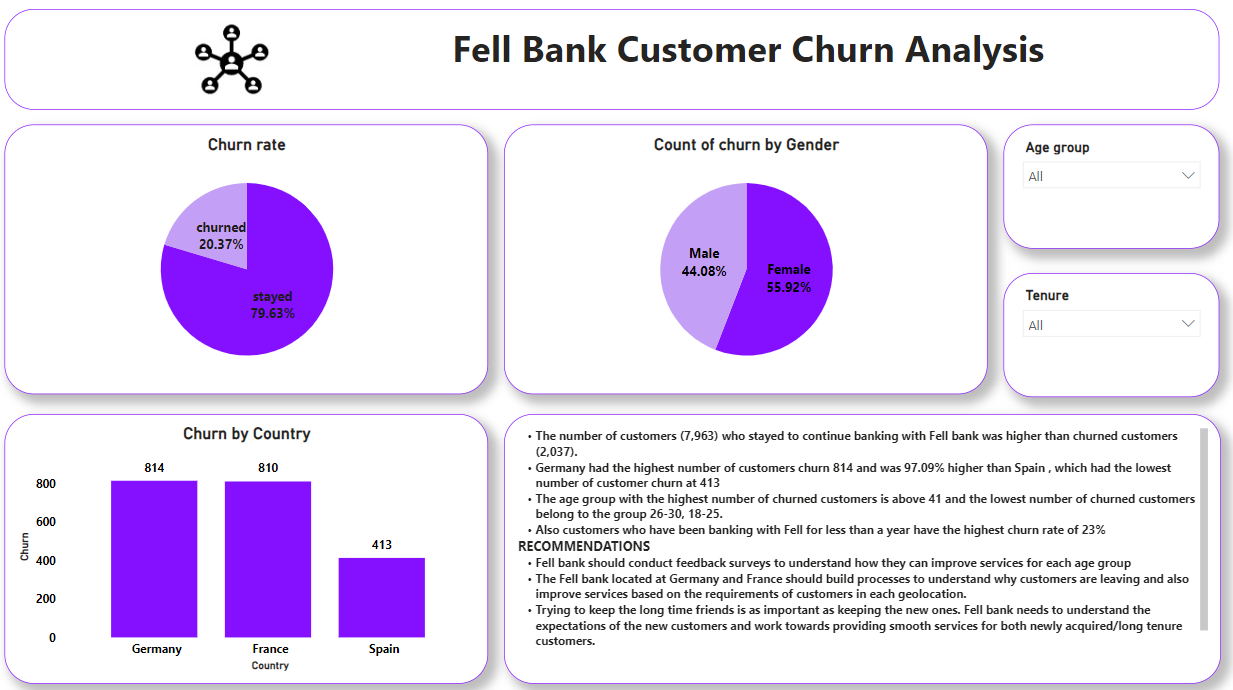 Fell Bank Customer Churn Analysis
Churn rate
churned
20.37%
stayed
79.63%
Count of churn by Gender
Male
44.08%
Female
55.92%
Age group
All
Tenure
All
Churn by Country
Churn
800
600
400
200
0
814
810
413
Germany
France
Spain
Country
• The number of customers (7,963) who stayed to continue banking with Fell bank was higher than churned customers
(2,037).
• Germany had the highest number of customers churn 814 and was 97.09% higher than Spain , which had the lowest
number of customer churn at 413
• The age group with the highest number of churned customers is above 41 and the lowest number of churned customers
belong to the group 26-30, 18-25.
• Also customers who have been banking with Fell for less than a year have the highest churn rate of 23%
RECOMMENDATIONS
• Fell bank should conduct feedback surveys to understand how they can improve services for each age group
• The Fell bank located at Germany and France should build processes to understand why customers are leaving and also
improve services based on the requirements of customers in each geolocation.
• Trying to keep the long time friends is as important as keeping the new ones. Fell bank needs to understand the
expectations of the new customers and work towards providing smooth services for both newly acquired/long tenure
customers.